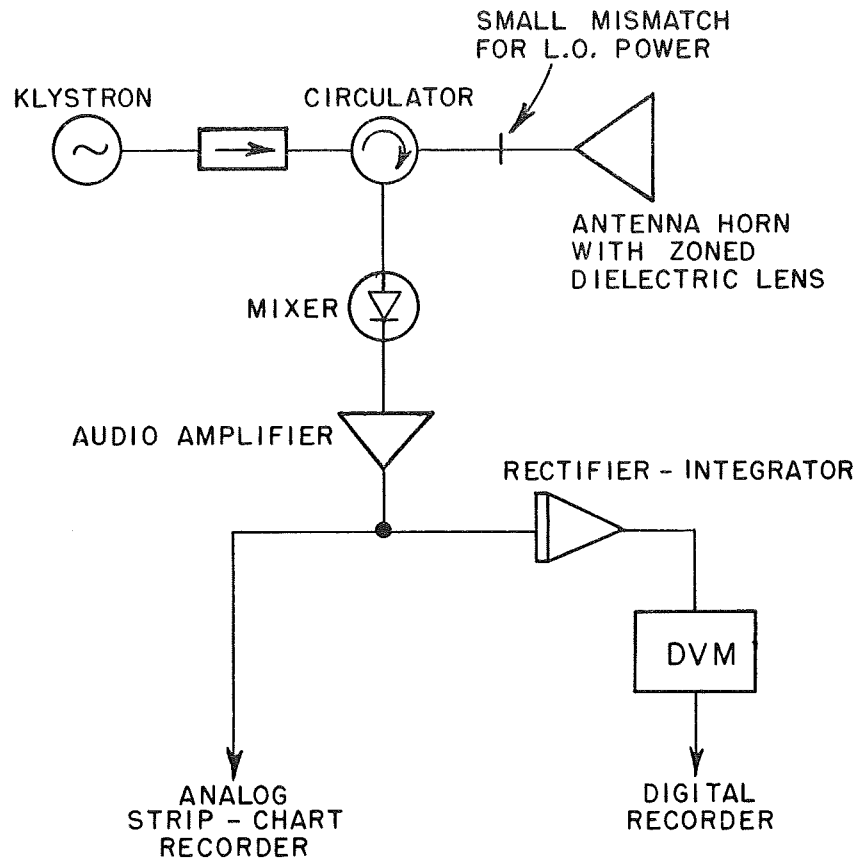 SMALL MISMATCH
FOR L.O. POWER
KLYSTRON
CIRCULATOR
ANTENNA HORN
WITH ZONED
DIELECTRIC LENS
MIXER
AUDIO AMPLIFIER
RECTIFIER – INTEGRATOR
DVM
ANALOG
STRIP – CHART
RECORDER
DIGITAL
RECORDER